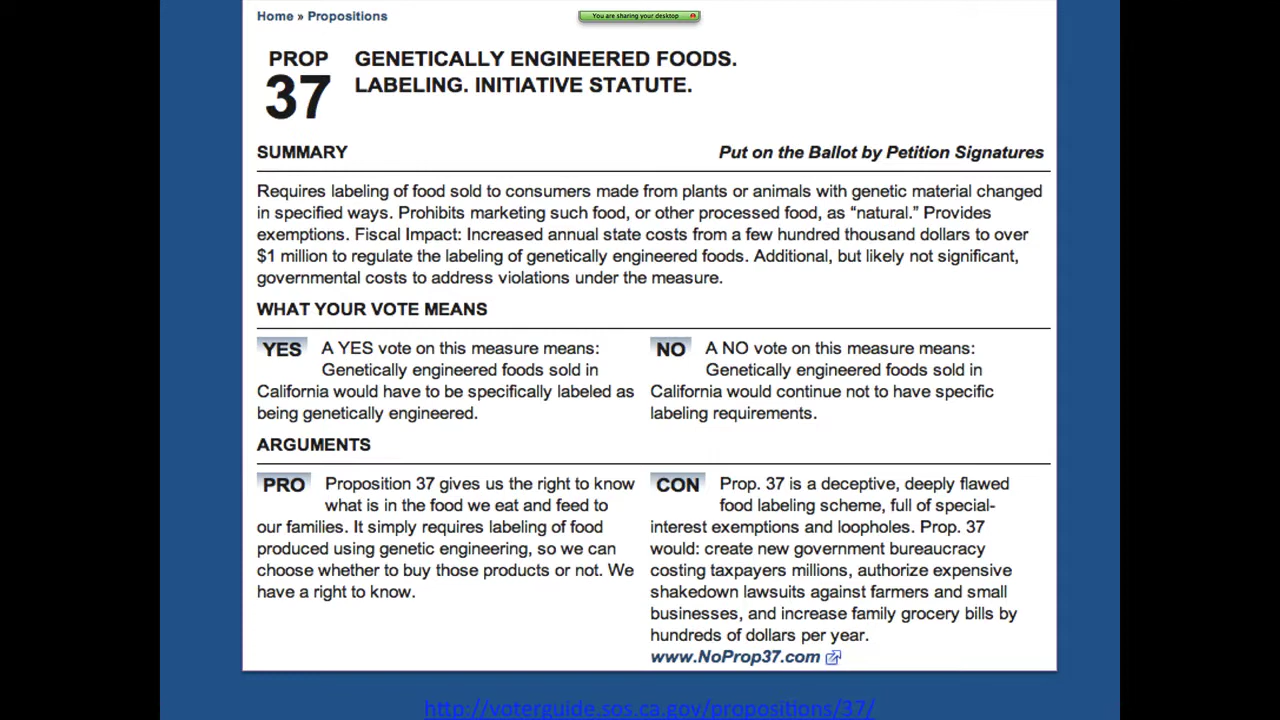 Home » Propositions
You are sharing your desktop
PROP
37
GENETICALLY ENGINEERED FOODS.
LABELING. INITIATIVE STATUTE.
SUMMARY
Put on the Ballot by Petition Signatures
Requires labeling of food sold to consumers made from plants or animals with genetic material changed
in specified ways. Prohibits marketing such food, or other processed food, as “natural.” Provides
exemptions. Fiscal Impact: Increased annual state costs from a few hundred thousand dollars to over
$1 million to regulate the labeling of genetically engineered foods. Additional, but likely not significant,
governmental costs to address violations under the measure.
WHAT YOUR VOTE MEANS
YES A YES vote on this measure means:
Genetically engineered foods sold in
California would have to be specifically labeled as
being genetically engineered.
NO A NO vote on this measure means:
Genetically engineered foods sold in
California would continue not to have specific
labeling requirements.
ARGUMENTS
PRO Proposition 37 gives us the right to know
what is in the food we eat and feed to
our families. It simply requires labeling of food
produced using genetic engineering, so we can
choose whether to buy those products or not. We
have a right to know.
CON Prop. 37 is a deceptive, deeply flawed
food labeling scheme, full of special-
interest exemptions and loopholes. Prop. 37
would: create new government bureaucracy
costing taxpayers millions, authorize expensive
shakedown lawsuits against farmers and small
businesses, and increase family grocery bills by
hundreds of dollars per year.
www.NoProp37.com
http://voterguide.sos.ca.gov/propositions/37/